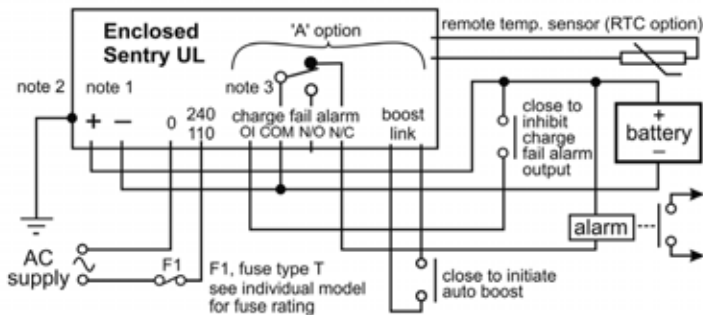 Enclosed
Sentry UL
'A' option
remote temp. sensor (RTC option)
note 2
note 1
note 3
+
−
0
240
110
charge fail alarm
OI COM N/O N/C
boost
link
close to
inhibit
charge
fail alarm
output
+
battery
−
alarm
AC
supply
F1
F1, fuse type T
see individual model
for fuse rating
close to initiate
auto boost